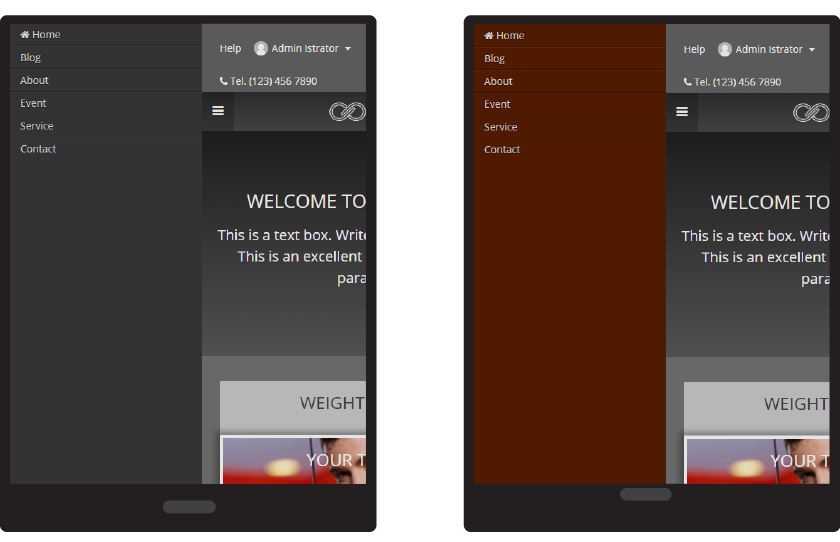 Home
Blog
About
Event
Service
Contact
Help Admin Istrator
Tel. (123) 456 7890
WELCOME TO
This is a text box. Write
This is an excellent
para
WEIGHT
YOUR T
Home
Blog
About
Event
Service
Contact
Help Admin Istrator
Tel. (123) 456 7890
WELCOME TO
This is a text box. Write
This is an excellent
para
WEIGHT
YOUR T